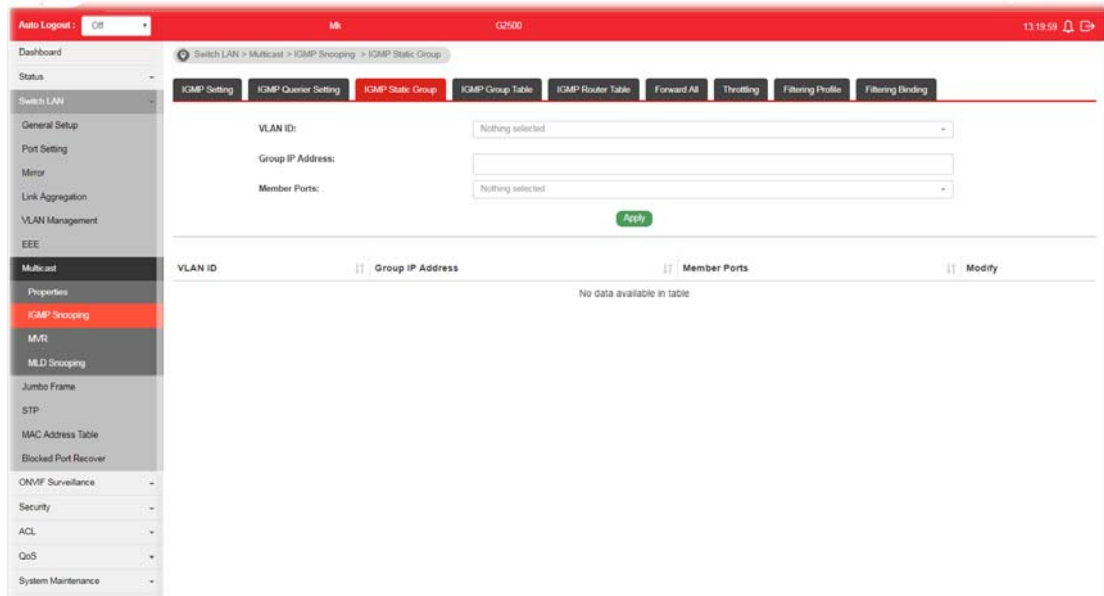 Auto Logout : Off Mk G2500 13:19:59
Dashboard
Status
Switch LAN
General Setup
Port Setting
Mirror
Link Aggregation
VLAN Management
EEE
Multicast
Properties
IGMP Snooping
MVR
MLD Snooping
Jumbo Frame
STP
MAC Address Table
Blocked Port Recover
ONVIF Surveillance
Security
ACL
QoS
System Maintenance
Switch LAN > Multicast > IGMP Snooping > IGMP Static Group
IGMP Setting IGMP Querier Setting IGMP Static Group IGMP Group Table IGMP Router Table Forward All Throttling Filtering Profile Filtering Binding
VLAN ID: Nothing selected
Group IP Address:
Member Ports: Nothing selected
Apply
VLAN ID Group IP Address Member Ports Modify
No data available in table